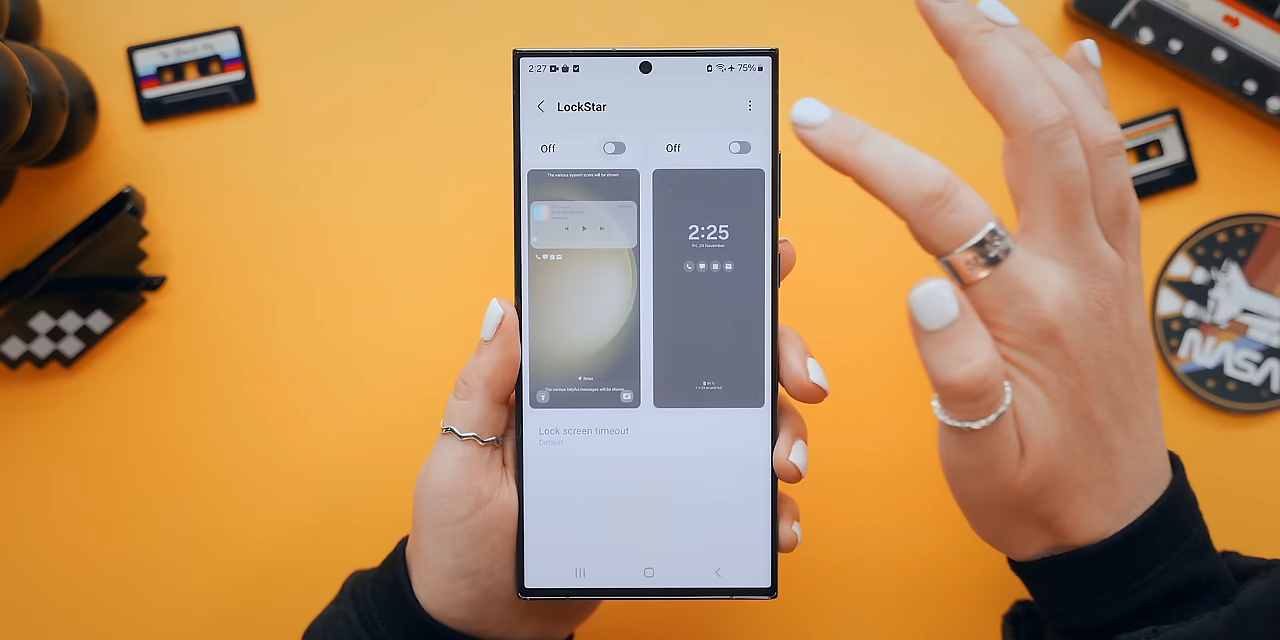 2:27
75%
LockStar
Off
Off
The various system icons will be shown.
2:25
Fri, 24 November
Notes
The various helpful messages will be shown.
Lock screen timeout
Default
NASA